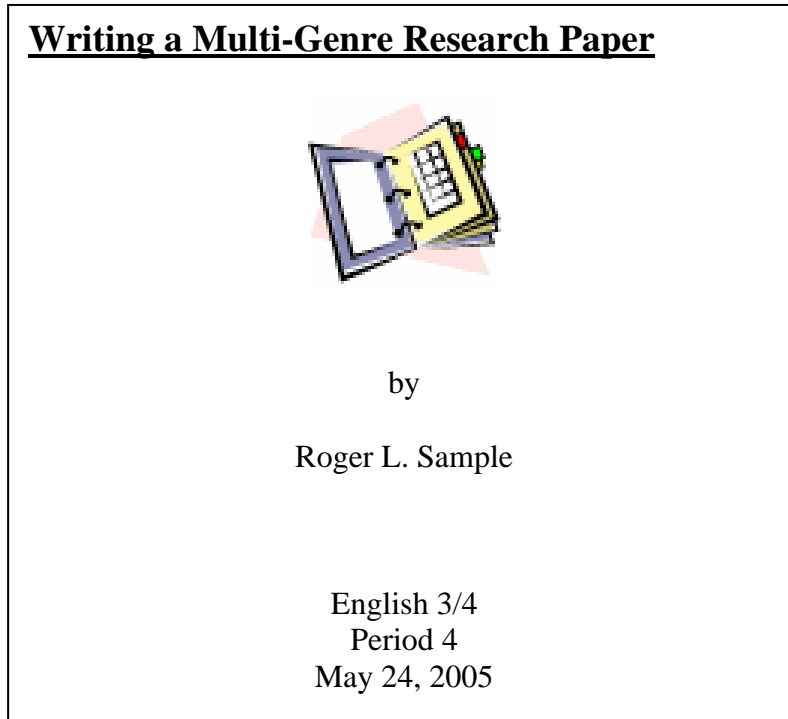 Writing a Multi-Genre Research Paper
by
Roger L. Sample
English 3/4
Period 4
May 24, 2005